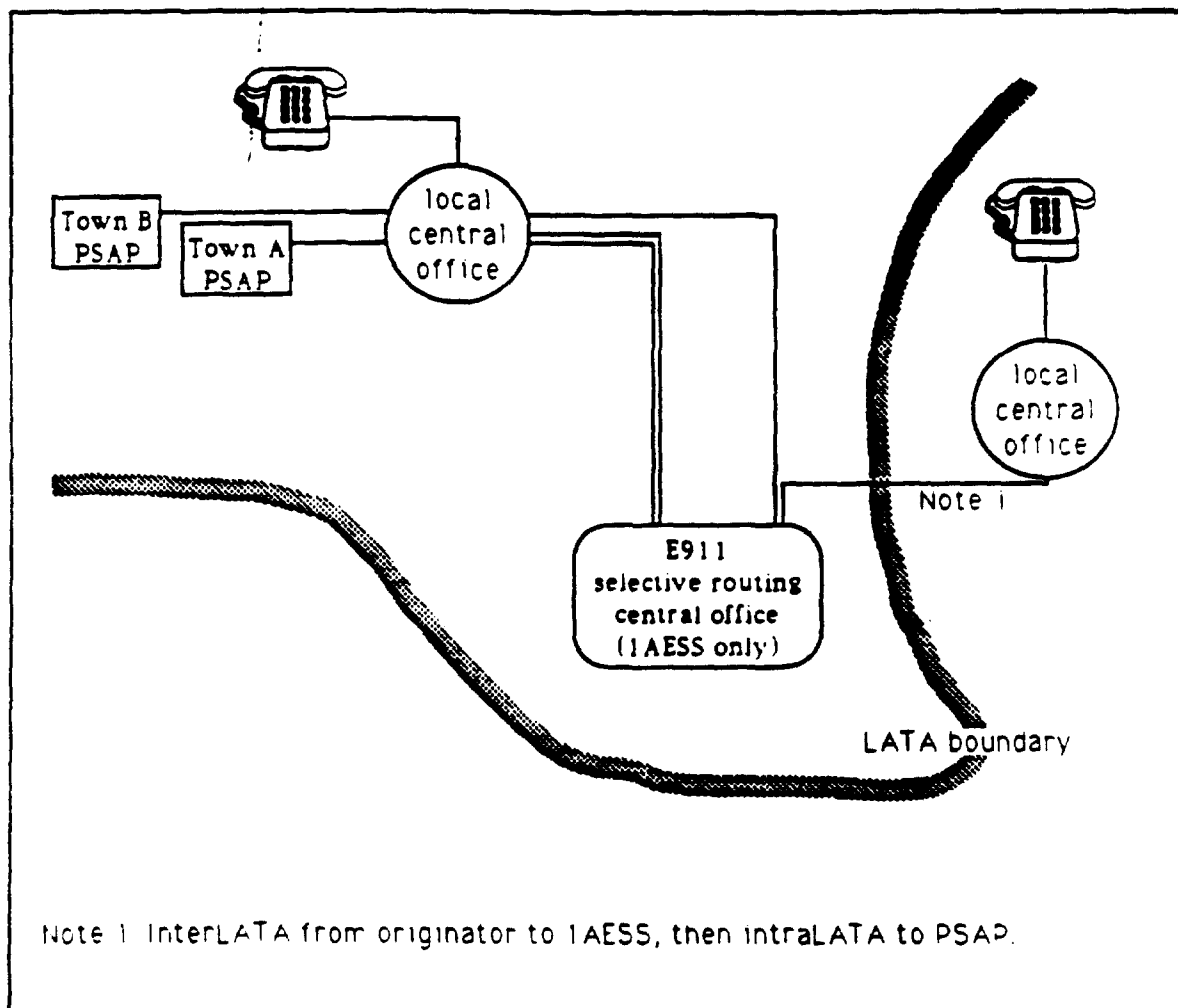 local
central
office
Town B
PSAP
Town A
PSAP
local
central
office
Note 1
E911
selective routing
central office
(1AESS only)
LATA boundary
Note 1 InterLATA from originator to 1AESS, then intraLATA to PSAP.